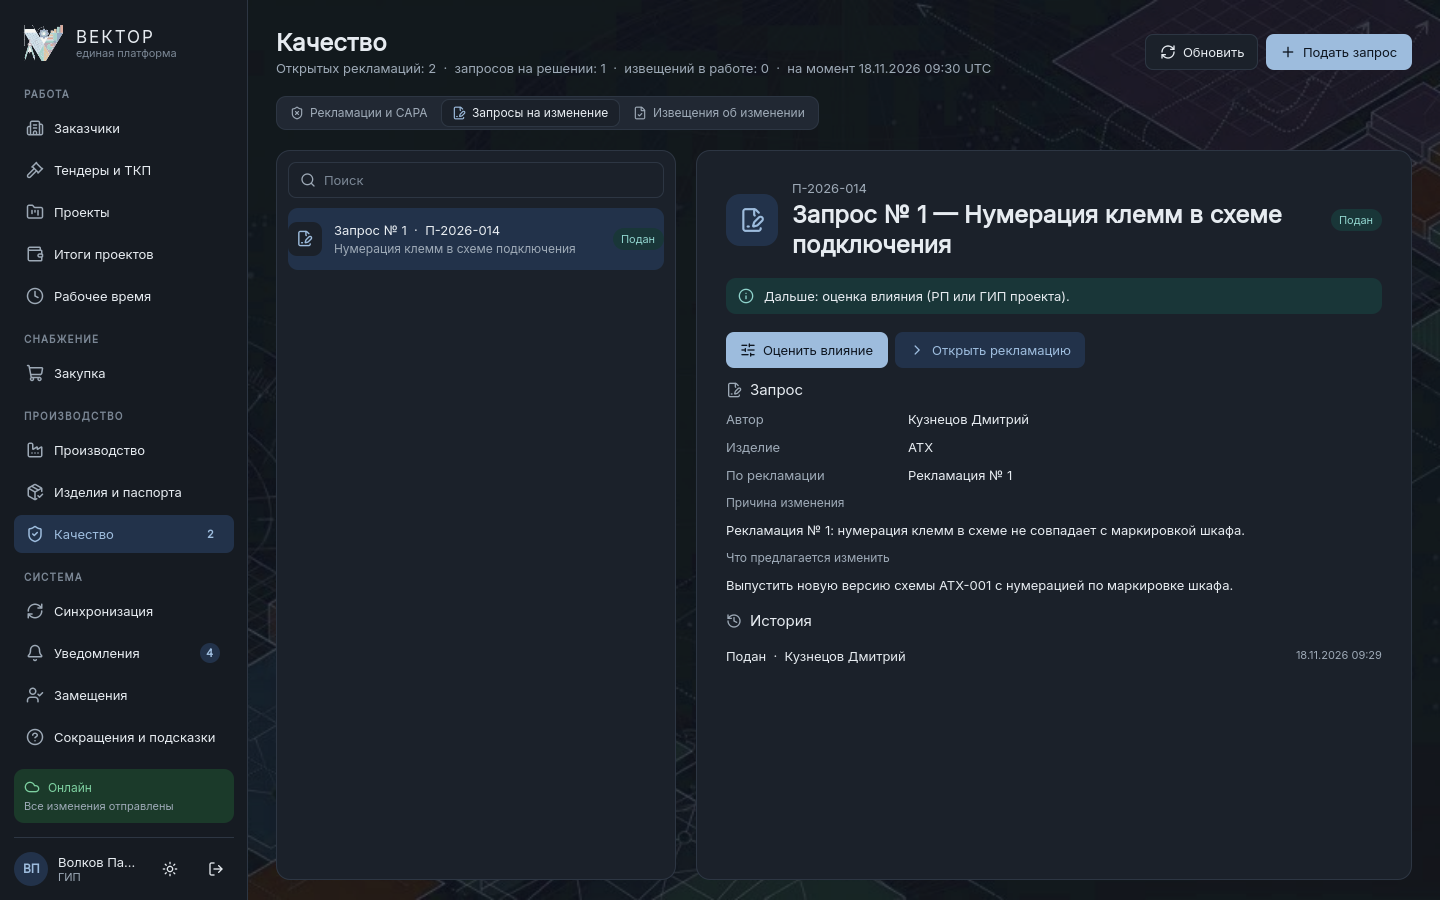 ВЕКТОР
единая платформа
РАБОТА
Заказчики
Тендеры и ТКП
Проекты
Итоги проектов
Рабочее время
СНАБЖЕНИЕ
Закупка
ПРОИЗВОДСТВО
Производство
Изделия и паспорта
Качество 2
СИСТЕМА
Синхронизация
Уведомления 4
Замещения
Сокращения и подсказки
Онлайн
Все изменения отправлены
ВП
Волков Па...
ГИП
Качество
Открытых рекламаций: 2 · запросов на решении: 1 · извещений в работе: 0 · на момент 18.11.2026 09:30 UTC
Обновить
Подать запрос
Рекламации и CAPA
Запросы на изменение
Извещения об изменении
Поиск
Запрос № 1 · П-2026-014
Нумерация клемм в схеме подключения
Подан
П-2026-014
Запрос № 1 — Нумерация клемм в схеме
подключения
Подан
Дальше: оценка влияния (РП или ГИП проекта).
Оценить влияние
Открыть рекламацию
Запрос
Автор Кузнецов Дмитрий
Изделие АТХ
По рекламации Рекламация № 1
Причина изменения
Рекламация № 1: нумерация клемм в схеме не совпадает с маркировкой шкафа.
Что предлагается изменить
Выпустить новую версию схемы АТХ-001 с нумерацией по маркировке шкафа.
История
Подан · Кузнецов Дмитрий 18.11.2026 09:29